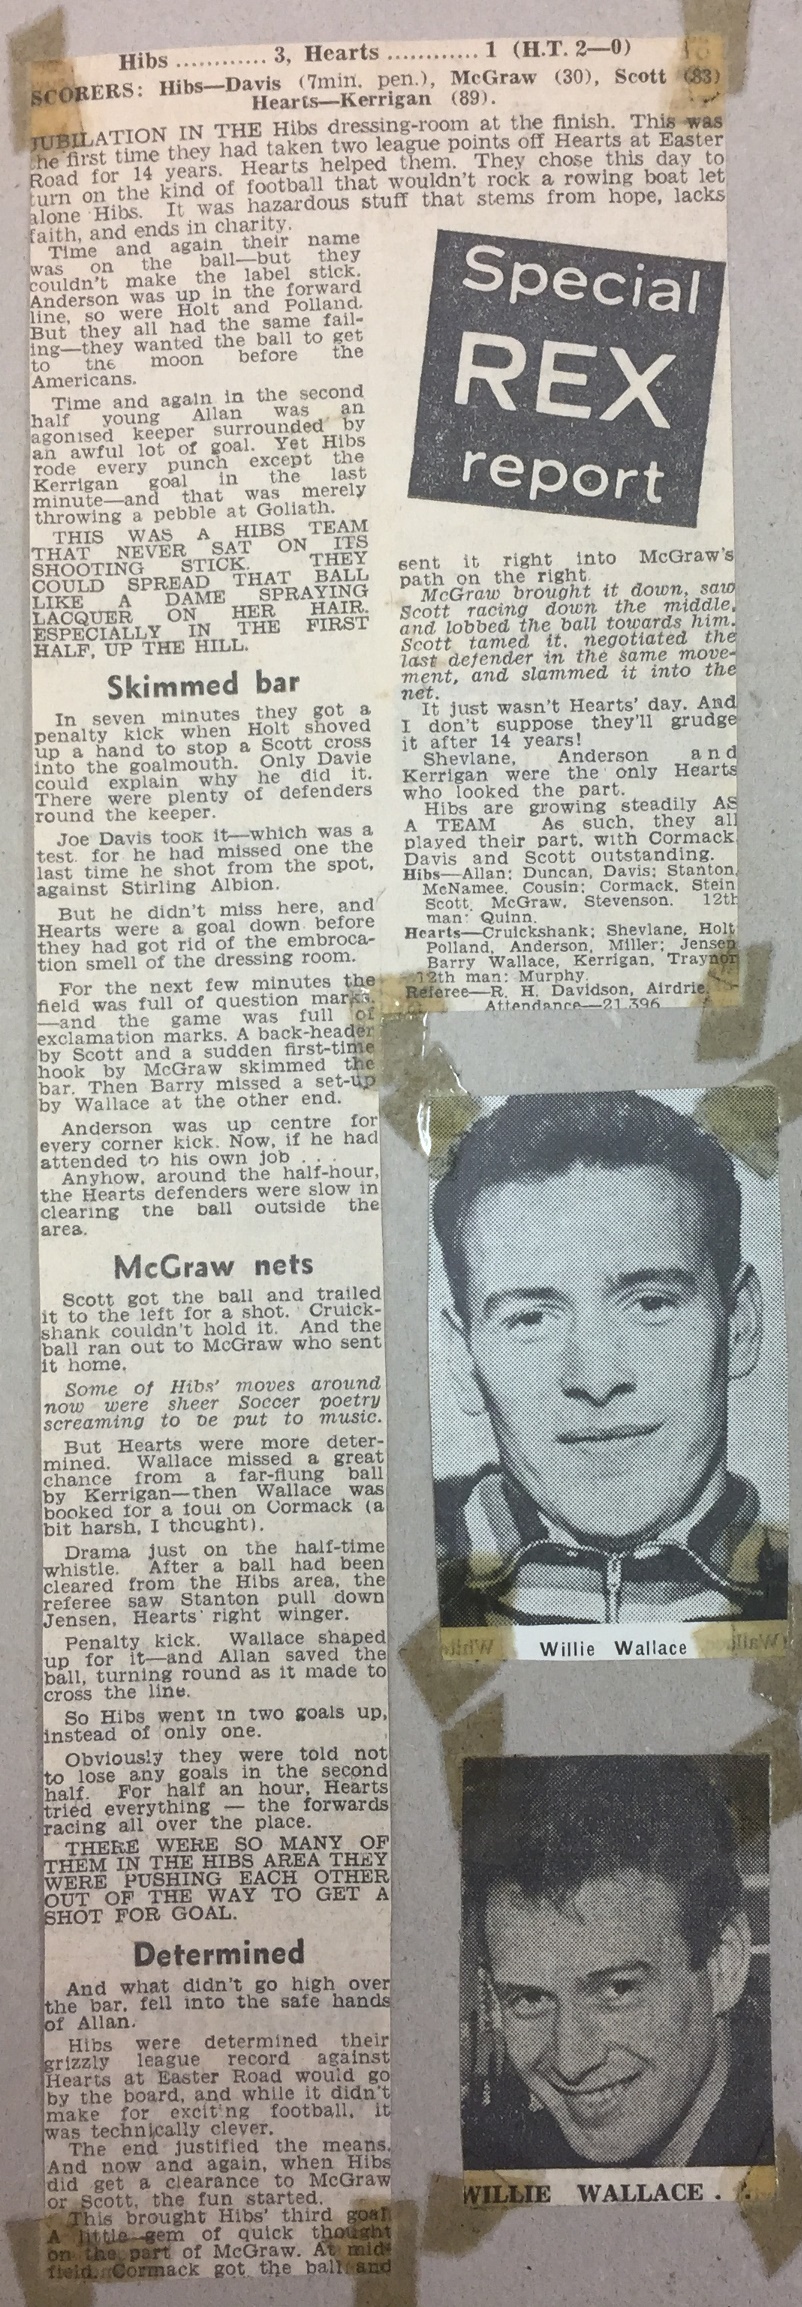 Hibs ............ 3, Hearts ............ 1 (H.T. 2—0)
SCORERS: Hibs—Davis (7min. pen.), McGraw (30), Scott (83)
Hearts—Kerrigan (89).
JUBILATION IN THE Hibs dressing-room at the finish. This was
the first time they had taken two league points off Hearts at Easter
Road for 14 years. Hearts helped them. They chose this day to
turn on the kind of football that wouldn't rock a rowing boat let
alone Hibs. It was hazardous stuff that stems from hope, lacks
faith, and ends in charity.
Time and again their name
was on the ball—but they
couldn't make the label stick.
Anderson was up in the forward
line, so were Holt and Polland.
But they all had the same fail-
ing—they wanted the ball to get
to the moon before the
Americans.
Time and again in the second
half young Allan was an
agonised keeper surrounded by
an awful lot of goal. Yet Hibs
rode every punch except the
Kerrigan goal in the last
minute—and that was merely
throwing a pebble at Goliath.
THIS WAS A HIBS TEAM
THAT NEVER SAT ON ITS
SHOOTING STICK. THEY
COULD SPREAD THAT BALL
LIKE A DAME SPRAYING
LACQUER ON HER HAIR.
ESPECIALLY IN THE FIRST
HALF, UP THE HILL.
Skimmed bar
In seven minutes they got a
penalty kick when Holt shoved
up a hand to stop a Scott cross
into the goalmouth. Only Davie
could explain why he did it.
There were plenty of defenders
round the keeper.
Joe Davis took it—which was a
test for he had missed one the
last time he shot from the spot,
against Stirling Albion.
But he didn't miss here, and
Hearts were a goal down before
they had got rid of the embroca-
tion smell of the dressing room.
For the next few minutes the
field was full of question marks.
—and the game was full of
exclamation marks. A back-header
by Scott and a sudden first-time
hook by McGraw skimmed the
bar. Then Barry missed a set-up
by Wallace at the other end.
Anderson was up centre for
every corner kick. Now, if he had
attended to his own job . . .
Anyhow, around the half-hour,
the Hearts defenders were slow in
clearing the ball outside the
area.
McGraw nets
Scott got the ball and trailed
it to the left for a shot. Cruick-
shank couldn't hold it. And the
ball ran out to McGraw who sent
it home.
Some of Hibs' moves around
now were sheer Soccer poetry
screaming to be put to music.
But Hearts were more deter-
mined. Wallace missed a great
chance from a far-flung ball
by Kerrigan—then Wallace was
booked for a foul on Cormack (a
bit harsh, I thought).
Drama just on the half-time
whistle. After a ball had been
cleared from the Hibs area, the
referee saw Stanton pull down
Jensen, Hearts' right winger.
Penalty kick. Wallace shaped
up for it—and Allan saved the
ball, turning round as it made to
cross the line.
So Hibs went in two goals up,
instead of only one.
Obviously they were told not
to lose any goals in the second
half. For half an hour, Hearts
tried everything — the forwards
racing all over the place.
THERE WERE SO MANY OF
THEM IN THE HIBS AREA THEY
WERE PUSHING EACH OTHER
OUT OF THE WAY TO GET A
SHOT FOR GOAL.
Determined
And what didn't go high over
the bar, fell into the safe hands
of Allan.
Hibs were determined their
grizzly league record against
Hearts at Easter Road would go
by the board, and while it didn't
make for exciting football, it
was technically clever.
The end justified the means.
And now and again, when Hibs
did get a clearance to McGraw
or Scott, the fun started.
This brought Hibs' third goal
A little gem of quick thought
on the part of McGraw. At mid-
field, Cormack got the ball and
Special
REX
report
sent it right into McGraw's
path on the right.
McGraw brought it down, saw
Scott racing down the middle,
and lobbed the ball towards him.
Scott tamed it, negotiated the
last defender in the same move-
ment, and slammed it into the
net.
It just wasn't Hearts' day. And
I don't suppose they'll grudge
it after 14 years!
Shevlane, Anderson and
Kerrigan were the only Hearts
who looked the part.
Hibs are growing steadily AS
A TEAM As such, they all
played their part, with Cormack
Davis and Scott outstanding.
Hibs—Allan; Duncan, Davis; Stanton,
McNamee, Cousin; Cormack, Stein
Scott, McGraw, Stevenson. 12th
man: Quinn.
Hearts—Cruickshank; Shevlane, Holt
Polland, Anderson, Miller; Jensen
Barry Wallace, Kerrigan, Traynor
12th man: Murphy.
Referee—R. H. Davidson, Airdrie.
Attendance—21,396
Willie Wallace
WILLIE WALLACE . .